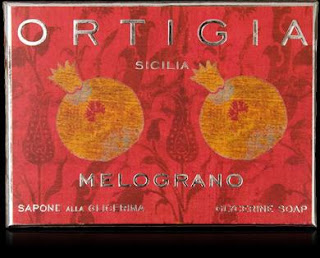 ORTIGIA
SICILIA
MELOGRANO
SAPONE ALLA GLICERINA GLYCERINE SOAP